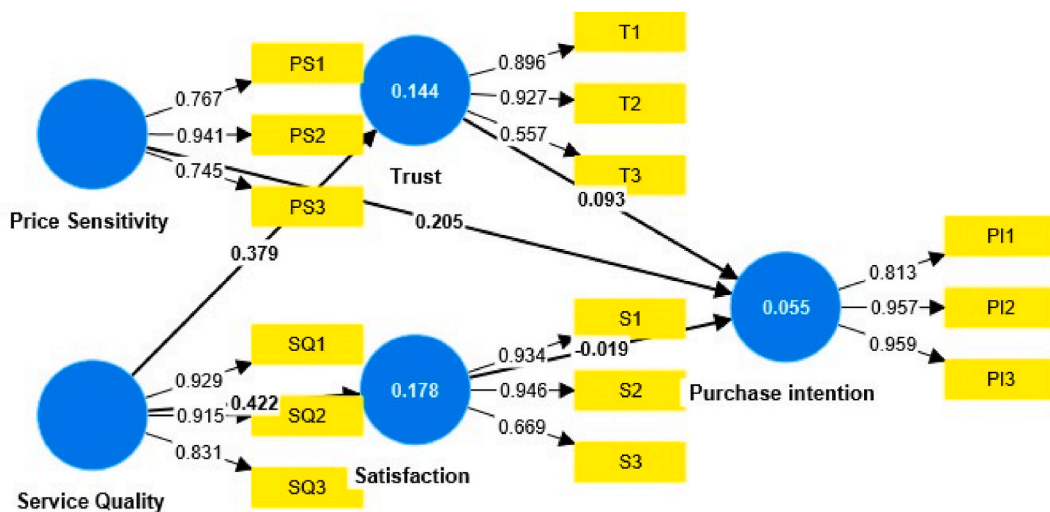 T1
PS1
0.896
0.767
0.144
0.927
T2
0.941
PS2
0.557
0.745
Trust
T3
PS3
0.093
Price Sensitivity
0.205
PI1
0.379
0.813
0.055
0.957
PI2
S1
SQ1
0.934
-0.019
0.959
0.929
0.178
0.946
S2
Purchase intention
PI3
0.422
0.915
SQ2
0.669
0.831
S3
Satisfaction
SQ3
Service Quality